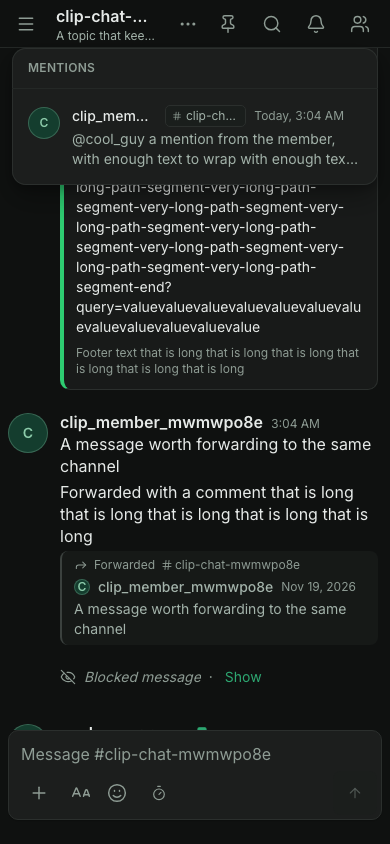 clip-chat-...
A topic that kee...
MENTIONS
C
clip_mem...
# clip-ch...
Today, 3:04 AM
@cool_guy a mention from the member,
with enough text to wrap with enough tex...
long-path-segment-very-long-path-
segment-very-long-path-segment-very-
long-path-segment-very-long-path-
segment-very-long-path-segment-very-
long-path-segment-very-long-path-
segment-end?
query=valuevaluevaluevaluevaluevaluevalu
evaluevaluevaluevaluevalue
Footer text that is long that is long that is long that
is long that is long that is long
C
clip_member_mwmwpo8e 3:04 AM
A message worth forwarding to the same
channel
Forwarded with a comment that is long
that is long that is long that is long that is
long
Forwarded # clip-chat-mwmwpo8e
C clip_member_mwmwpo8e Nov 19, 2026
A message worth forwarding to the same
channel
Blocked message · Show
Message #clip-chat-mwmwpo8e
AA